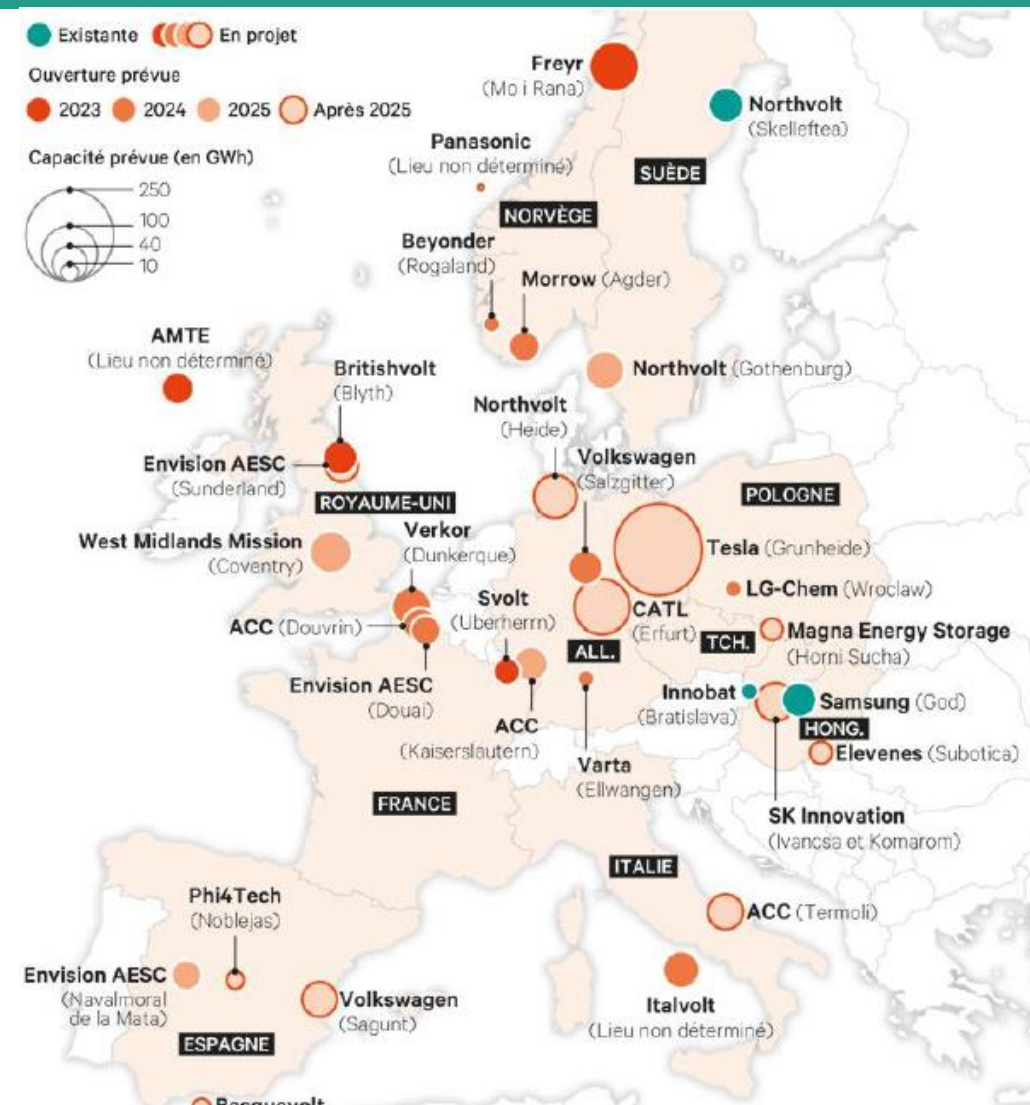 Existante
En projet
Ouverture prévue
2023
2024
2025
Après 2025
Capacité prévue (en GWh)
250
100
40
10
Freyr
(Mo i Rana)
Northvolt
(Skelleftea)
Panasonic
(Lieu non déterminé)
SUÈDE
NORVÈGE
Beyonder
(Rogaland)
Morrow (Agder)
AMTE
(Lieu non déterminé)
Britishvolt
(Blyth)
Northvolt (Gothenburg)
Northvolt
(Heide)
Envision AESC
(Sunderland)
Volkswagen
(Salzgitter)
ROYAUME-UNI
POLOGNE
West Midlands Mission
(Coventry)
Verkor
(Dunkerque)
Tesla (Grunheide)
LG-Chem (Wroclaw)
ACC (Douvrin)
Svolt
(Uberherrn)
CATL
(Erfurt)
ALL.
TCH.
Magna Energy Storage
(Horni Sucha)
Envision AESC
(Douai)
ACC
(Kaiserslautern)
Innobat
(Bratislava)
Samsung (God)
HONG.
Elevenes (Subotica)
Varta
(Ellwangen)
FRANCE
SK Innovation
(Ivancsa et Komarom)
ITALIE
Phi4Tech
(Noblejas)
ACC (Termoli)
Envision AESC
(Navalmoral
de la Mata)
Volkswagen
(Sagunt)
Italvolt
(Lieu non déterminé)
ESPAGNE
Basquevolt